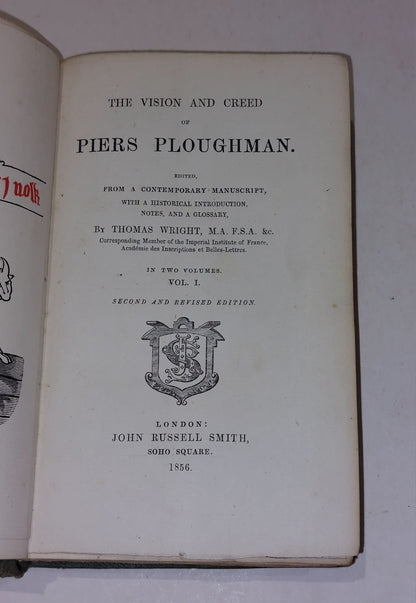 THE VISION AND CREED
OF
PIERS PLOUGHMAN.
EDITED,
FROM A CONTEMPORARY MANUSCRIPT,
WITH A HISTORICAL INTRODUCTION,
NOTES, AND A GLOSSARY,
BY THOMAS WRIGHT, M.A. F.S.A. &c.
Corresponding Member of the Imperial Institute of France,
Académie des Inscriptions et Belles-Lettres.
IN TWO VOLUMES.
VOL. I.
SECOND AND REVISED EDITION.
LONDON:
JOHN RUSSELL SMITH,
SOHO SQUARE.
1856.